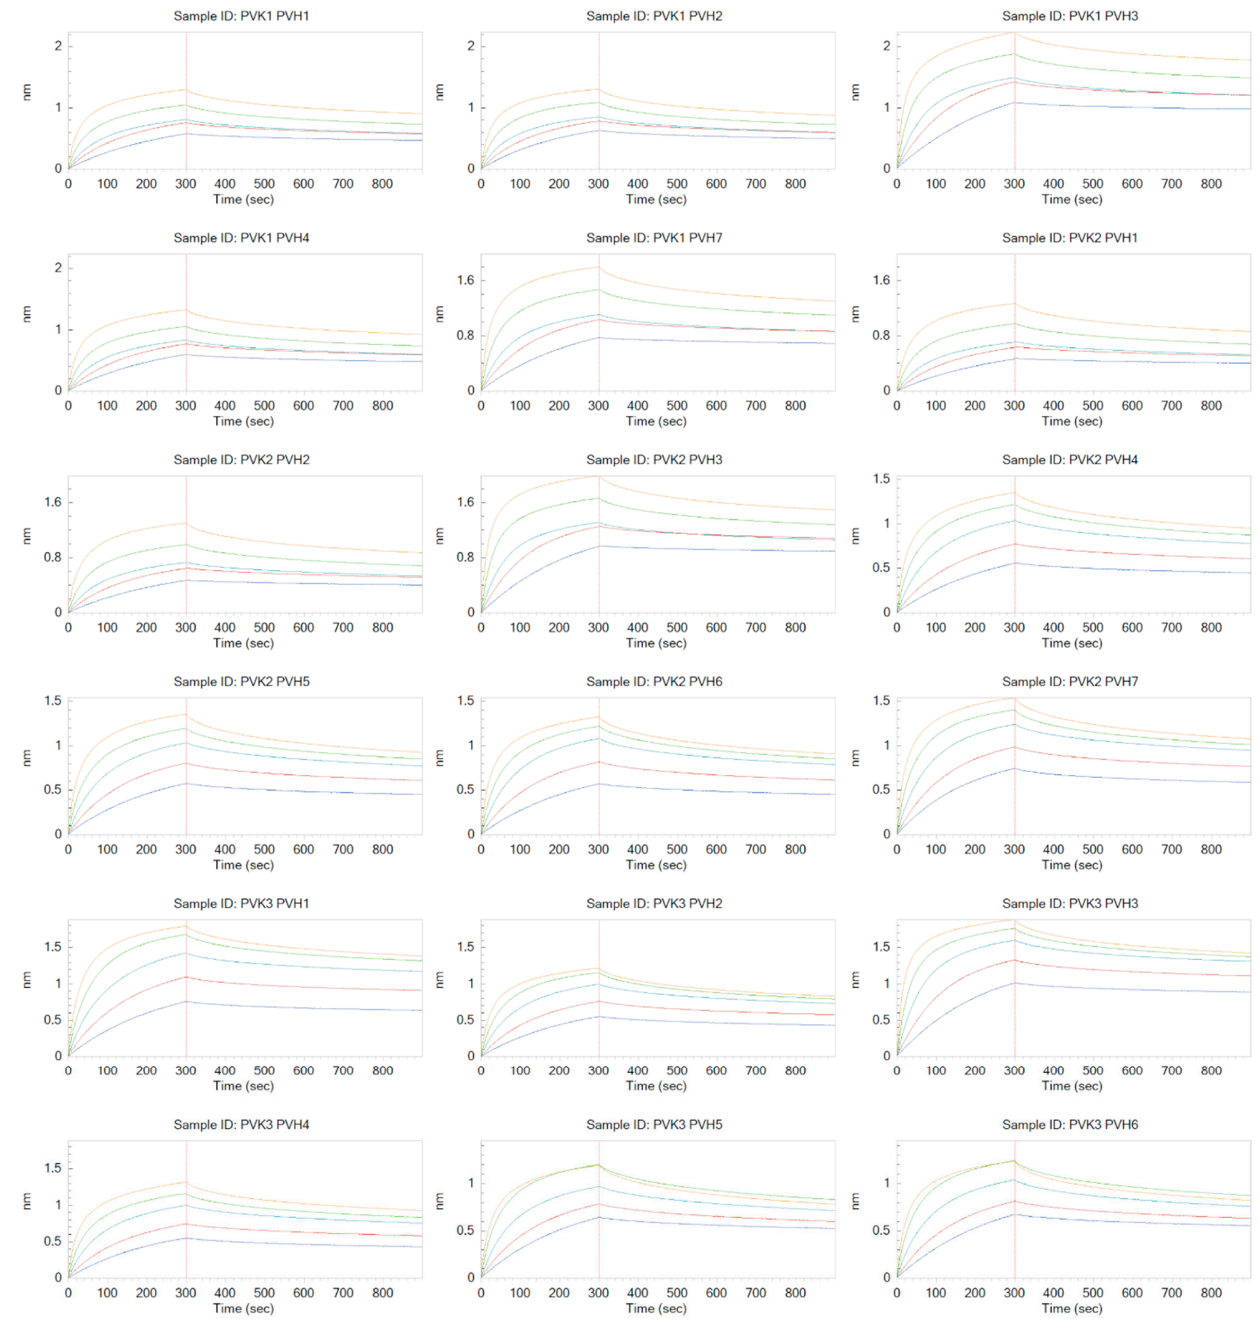 Sample ID: PVK1 PVH1
Sample ID: PVK1 PVH2
Sample ID: PVK1 PVH3
2
1
0
nm
0 100 200 300 400 500 600 700 800
Time (sec)
2
1
0
nm
0 100 200 300 400 500 600 700 800
Time (sec)
2
1
0
nm
0 100 200 300 400 500 600 700 800
Time (sec)
Sample ID: PVK1 PVH4
Sample ID: PVK1 PVH7
Sample ID: PVK2 PVH1
2
1
0
nm
0 100 200 300 400 500 600 700 800
Time (sec)
1.6
0.8
0
nm
0 100 200 300 400 500 600 700 800
Time (sec)
1.6
0.8
0
nm
0 100 200 300 400 500 600 700 800
Time (sec)
Sample ID: PVK2 PVH2
Sample ID: PVK2 PVH3
Sample ID: PVK2 PVH4
1.6
0.8
0
nm
0 100 200 300 400 500 600 700 800
Time (sec)
1.6
0.8
0
nm
0 100 200 300 400 500 600 700 800
Time (sec)
1.5
1
0.5
0
nm
0 100 200 300 400 500 600 700 800
Time (sec)
Sample ID: PVK2 PVH5
Sample ID: PVK2 PVH6
Sample ID: PVK2 PVH7
1.5
1
0.5
0
nm
0 100 200 300 400 500 600 700 800
Time (sec)
1.5
1
0.5
0
nm
0 100 200 300 400 500 600 700 800
Time (sec)
1.5
1
0.5
0
nm
0 100 200 300 400 500 600 700 800
Time (sec)
Sample ID: PVK3 PVH1
Sample ID: PVK3 PVH2
Sample ID: PVK3 PVH3
1.5
1
0.5
0
nm
0 100 200 300 400 500 600 700 800
Time (sec)
1.5
1
0.5
0
nm
0 100 200 300 400 500 600 700 800
Time (sec)
1.5
1
0.5
0
nm
0 100 200 300 400 500 600 700 800
Time (sec)
Sample ID: PVK3 PVH4
Sample ID: PVK3 PVH5
Sample ID: PVK3 PVH6
1.5
1
0.5
0
nm
0 100 200 300 400 500 600 700 800
Time (sec)
1
0.5
0
nm
0 100 200 300 400 500 600 700 800
Time (sec)
1
0.5
0
nm
0 100 200 300 400 500 600 700 800
Time (sec)